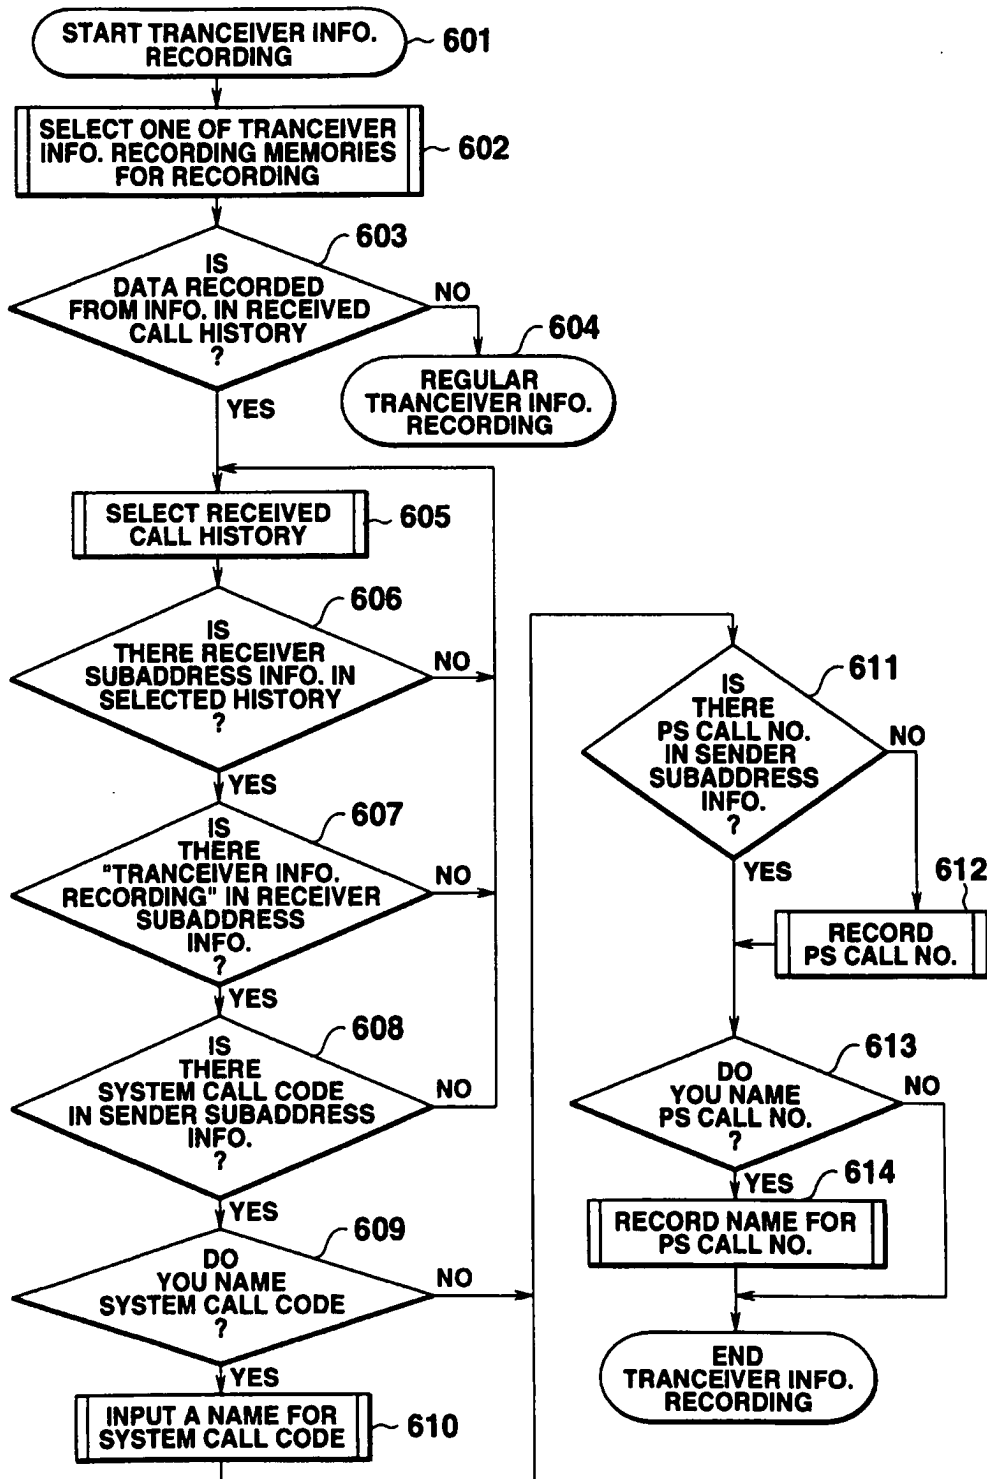 START TRANCEIVER INFO.
RECORDING
601
SELECT ONE OF TRANCEIVER
INFO. RECORDING MEMORIES
FOR RECORDING
602
603
IS
DATA RECORDED
FROM INFO. IN RECEIVED
CALL HISTORY
?
NO
YES
604
REGULAR
TRANCEIVER INFO.
RECORDING
SELECT RECEIVED
CALL HISTORY
605
606
IS
THERE RECEIVER
SUBADDRESS INFO. IN
SELECTED HISTORY
?
NO
YES
607
IS
THERE
"TRANCEIVER INFO.
RECORDING" IN RECEIVER
SUBADDRESS
INFO.
?
NO
YES
608
IS
THERE
SYSTEM CALL CODE
IN SENDER SUBADDRESS
INFO.
?
NO
YES
609
DO
YOU NAME
SYSTEM CALL CODE
?
NO
YES
INPUT A NAME FOR
SYSTEM CALL CODE
610
611
IS
THERE
PS CALL NO.
IN SENDER
SUBADDRESS
INFO.
?
NO
YES
612
RECORD
PS CALL NO.
613
DO
YOU NAME
PS CALL NO.
?
NO
YES
614
RECORD NAME FOR
PS CALL NO.
END
TRANCEIVER INFO.
RECORDING